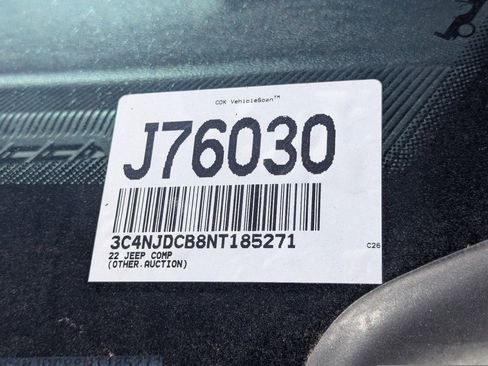 CDK VehicleScan™
J76030
3C4NJDCB8NT185271
22 JEEP COMP
(OTHER.AUCTION)
C26